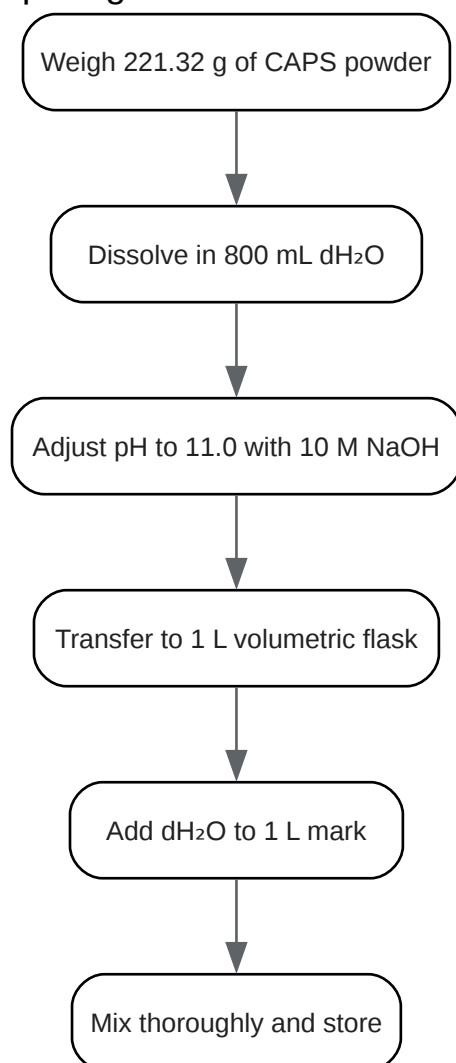 Weigh 221.32 g of CAPS powder
Dissolve in 800 mL dH₂O
Adjust pH to 11.0 with 10 M NaOH
Transfer to 1 L volumetric flask
Add dH₂O to 1 L mark
Mix thoroughly and store